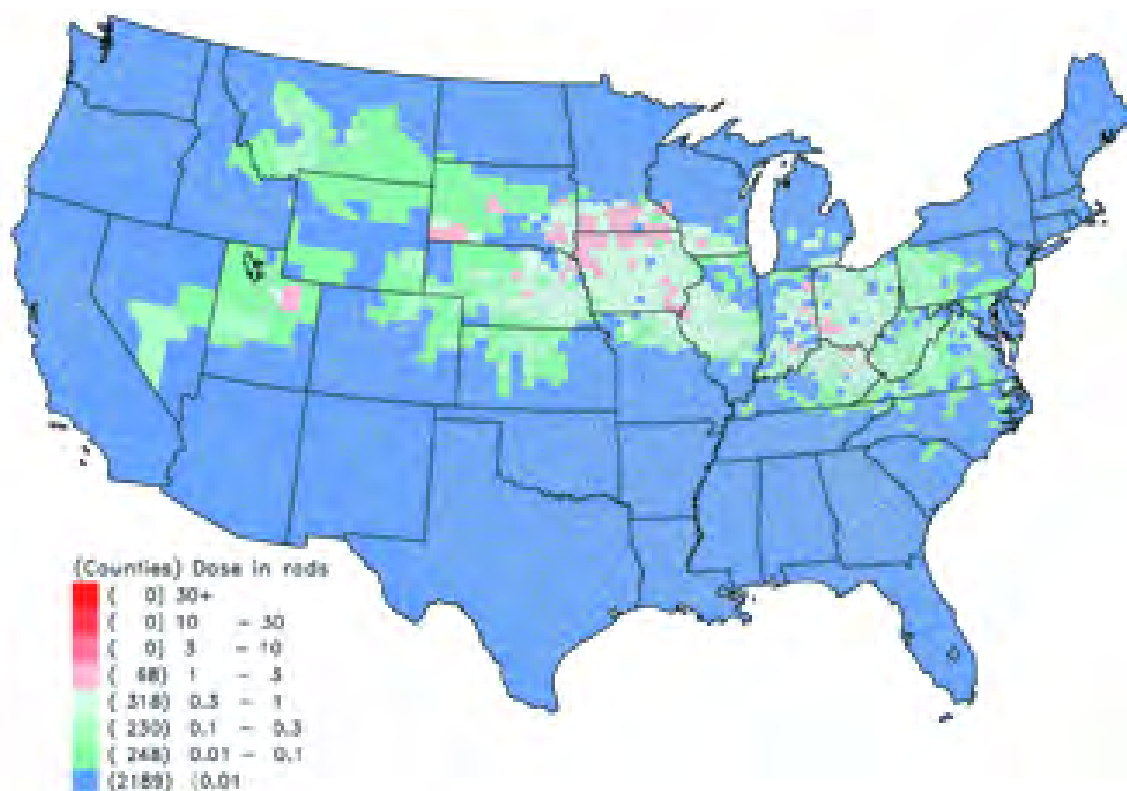 (Counties) Dose in rads
( 0) 30+
( 0) 10 - 30
( 0) 3 - 10
( 68) 1 - 3
( 318) 0.3 - 1
( 230) 0.1 - 0.3
( 248) 0.01 - 0.1
(2189) <0.01